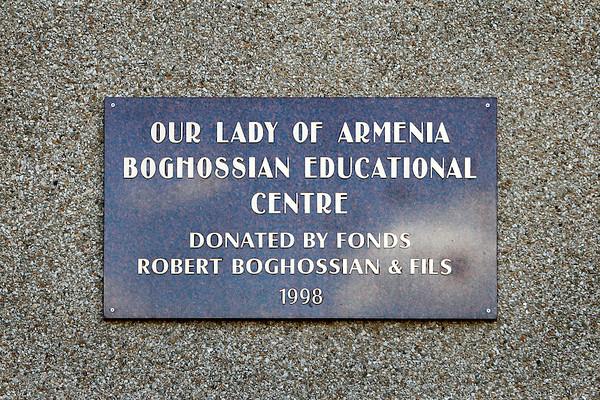 OUR LADY OF ARMENIA
BOGHOSSIAN EDUCATIONAL
CENTRE
DONATED BY FONDS
ROBERT BOGHOSSIAN & FILS
1998